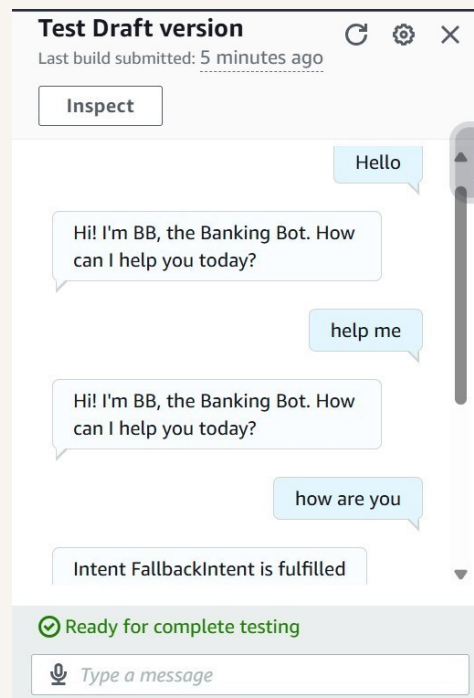 Test Draft version
Last build submitted: 5 minutes ago
Inspect
Hello
Hi! I'm BB, the Banking Bot. How
can I help you today?
help me
Hi! I'm BB, the Banking Bot. How
can I help you today?
how are you
Intent FallbackIntent is fulfilled
Ready for complete testing
Type a message